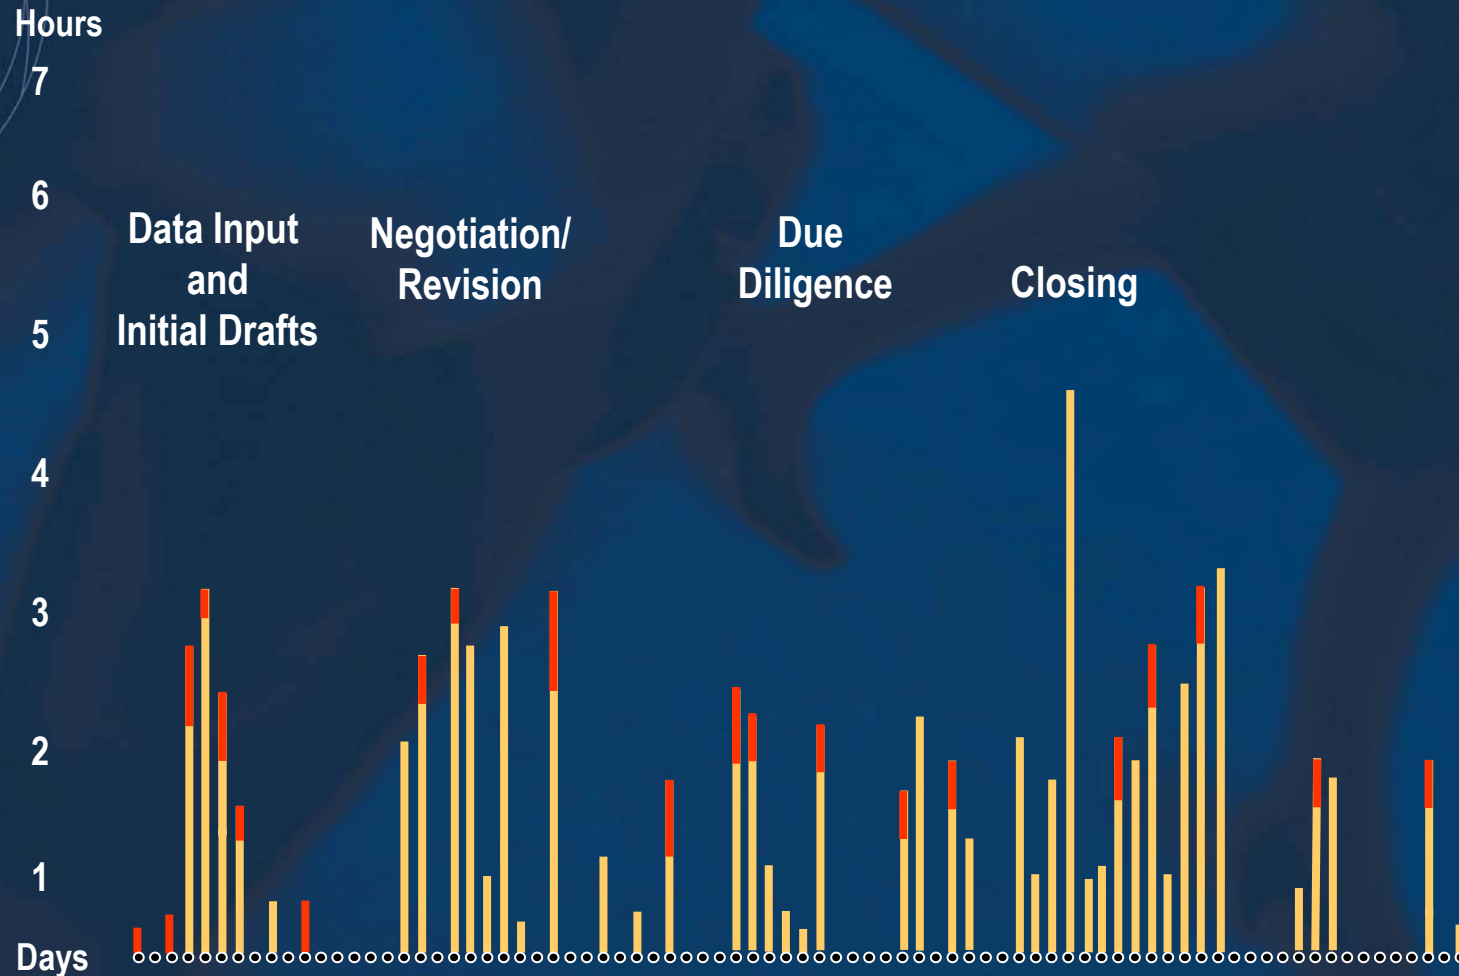 Hours
7
6
5
4
3
2
1
Days
Data Input
and
Initial Drafts
Negotiation/
Revision
Due
Diligence
Closing